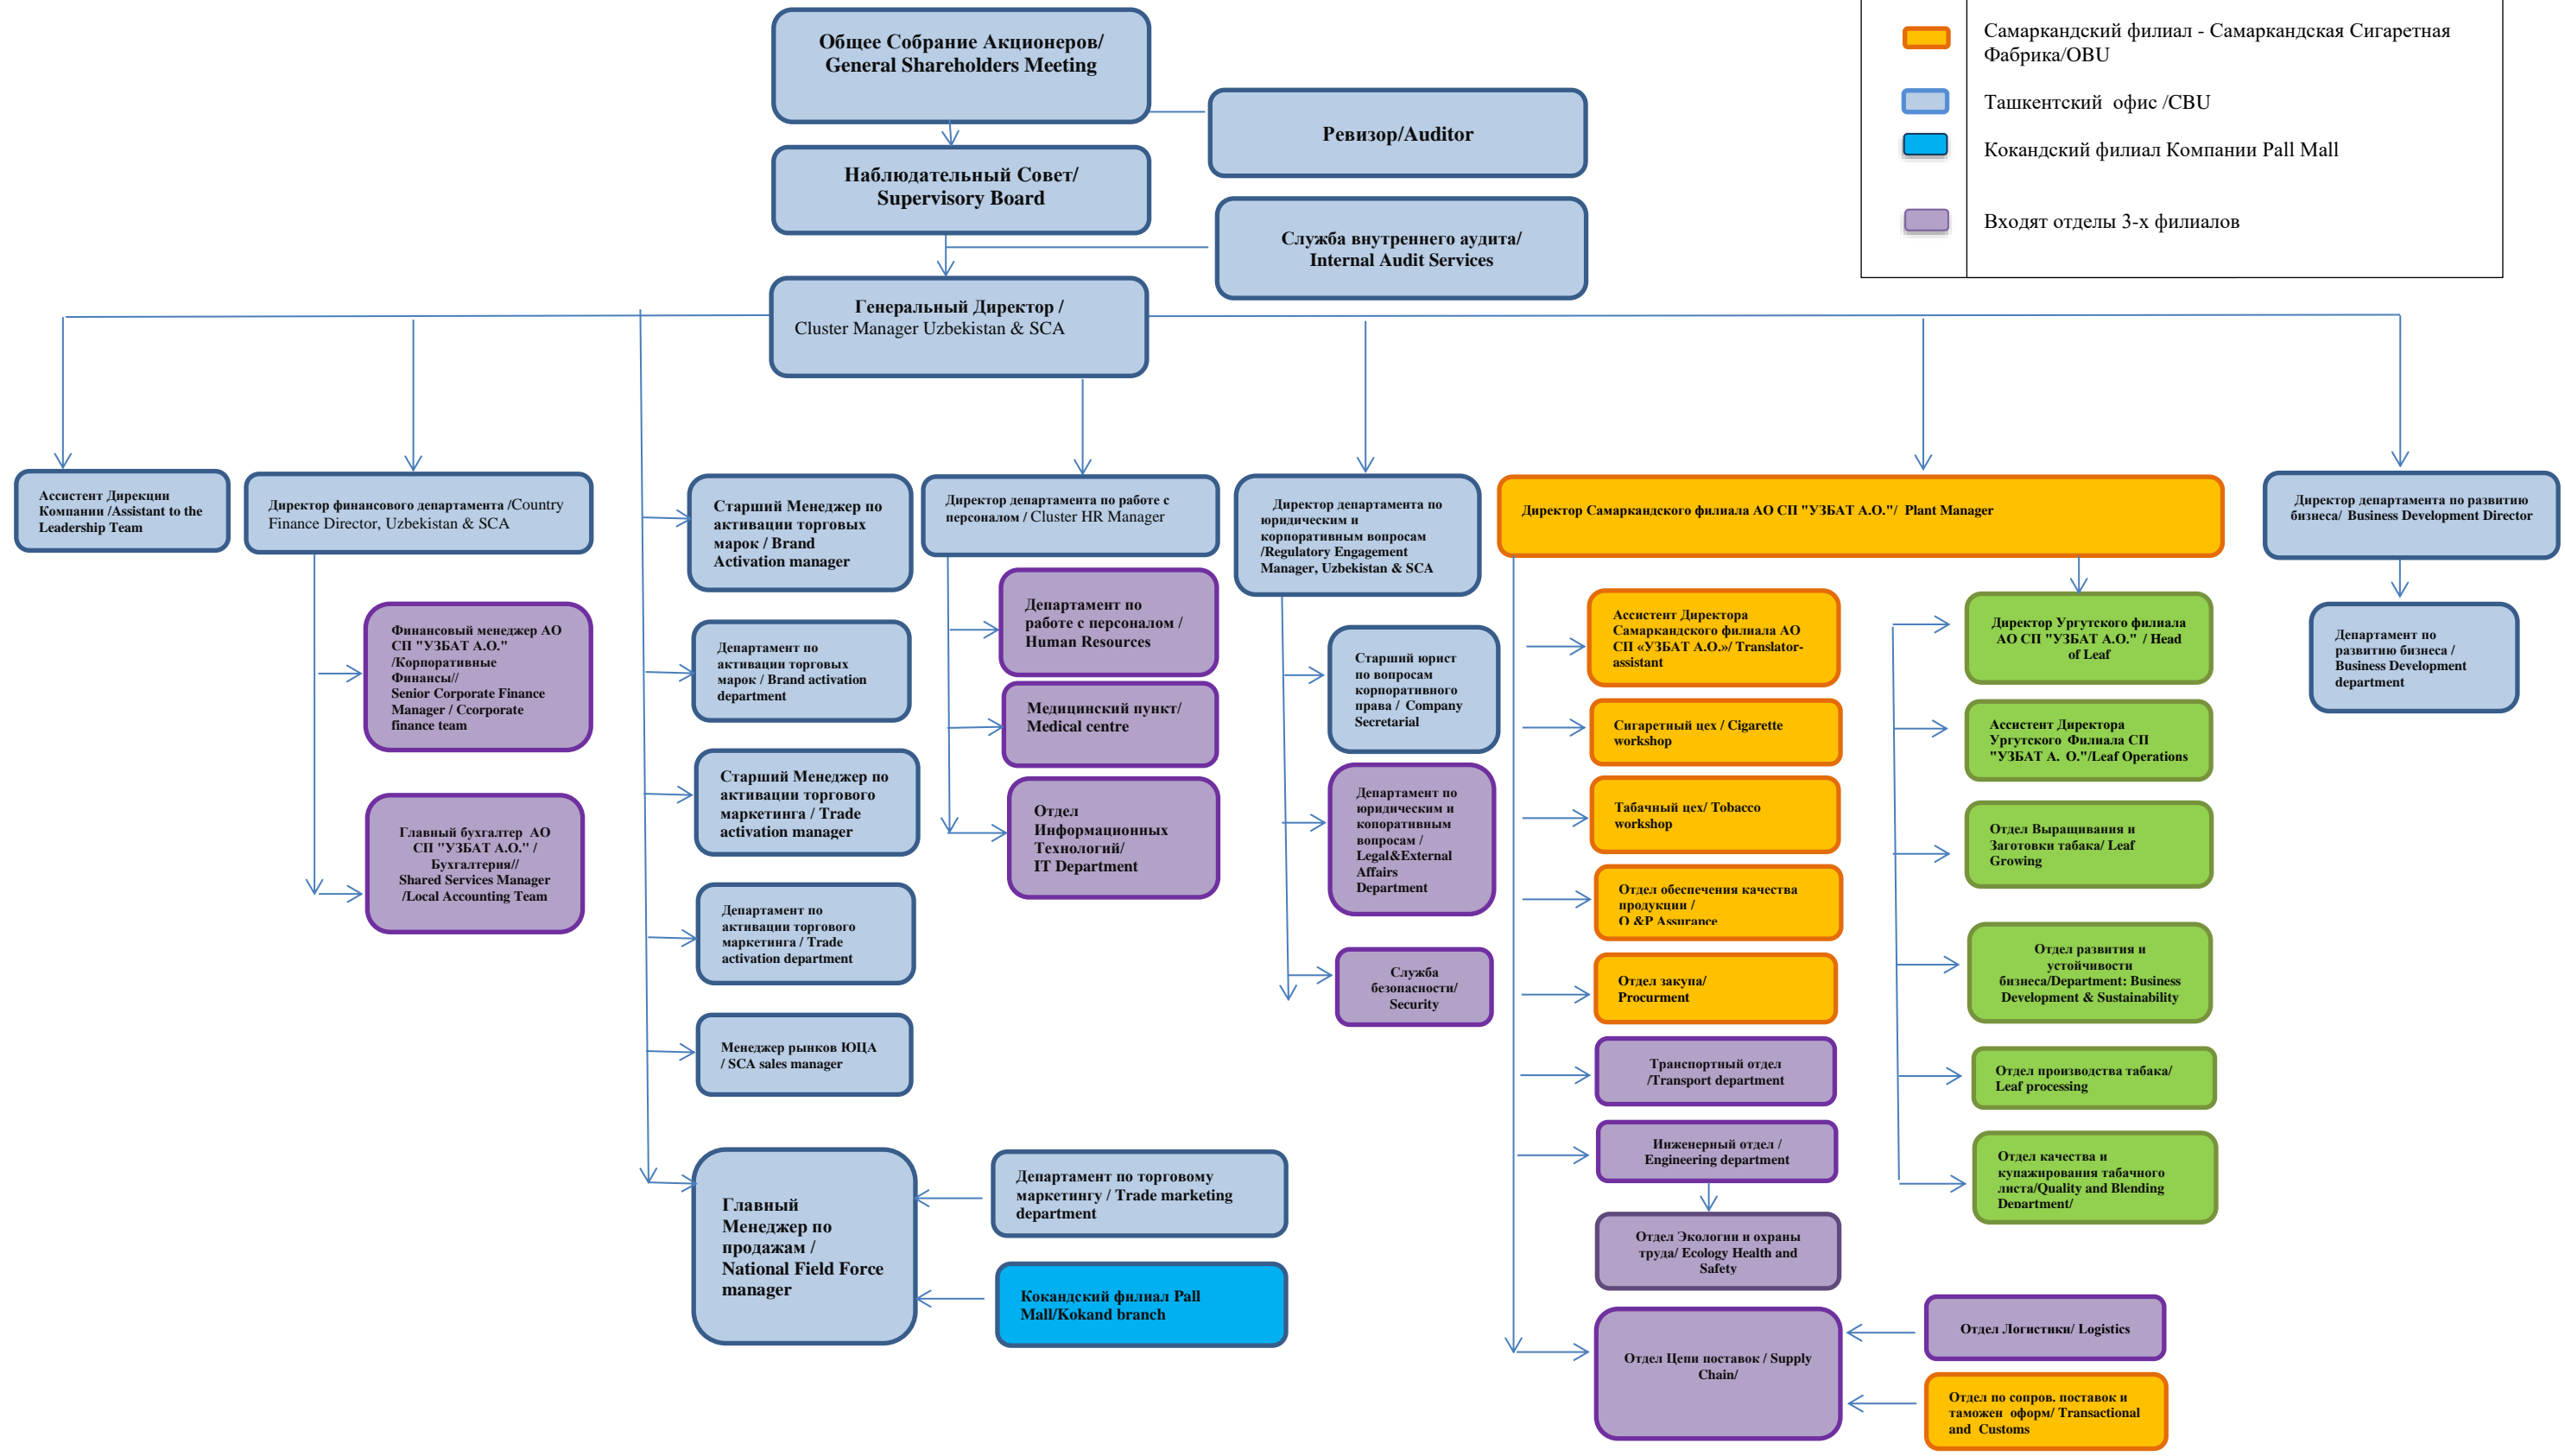 Общее Собрание Акционеров/
General Shareholders Meeting
Ревизор/Auditor
Наблюдательный Совет/
Supervisory Board
Служба внутреннего аудита/
Internal Audit Services
Генеральный Директор /
Cluster Manager Uzbekistan & SCA
Самаркандский филиал - Самаркандская Сигаретная
Фабрика/OBU
Ташкентский офис /CBU
Кокандский филиал Компании Pall Mall
Входят отделы 3-х филиалов
Ассистент Дирекции
Компании /Assistant to the
Leadership Team
Директор финансового департамента /Country
Finance Director, Uzbekistan & SCA
Финансовый менеджер АО
СП "УЗБАТ А.О."
/Корпоративные
Финансы//
Senior Corporate Finance
Manager / Ccorporate
finance team
Главный бухгалтер АО
СП "УЗБАТ А.О." /
Бухгалтерия//
Shared Services Manager
/Local Accounting Team
Старший Менеджер по
активации торговых
марок / Brand
Activation manager
Департамент по
активации торговых
марок / Brand activation
department
Старший Менеджер по
активации торгового
маркетинга / Trade
activation manager
Департамент по
активации торгового
маркетинга / Trade
activation department
Менеджер рынков ЮЦА
/ SCA sales manager
Главный
Менеджер по
продажам /
National Field Force
manager
Департамент по торговому
маркетингу / Trade marketing
department
Кокандский филиал Pall
Mall/Kokand branch
Директор департамента по работе с
персоналом / Cluster HR Manager
Департамент по
работе с персоналом /
Human Resources
Медицинский пункт/
Medical centre
Отдел
Информационных
Технологий/
IT Department
Директор департамента по
юридическим и
корпоративным вопросам
/Regulatory Engagement
Manager, Uzbekistan & SCA
Старший юрист
по вопросам
корпоративного
права / Company
Secretarial
Департамент по
юридическим и
копоративным
вопросам /
Legal&External
Affairs
Department
Служба
безопасности/
Security
Директор Самаркандского филиала АО СП "УЗБАТ А.О."/ Plant Manager
Ассистент Директора
Самаркандского филиала АО
СП «УЗБАТ А.О.»/ Translator-
assistant
Сигаретный цех / Cigarette
workshop
Табачный цех/ Tobacco
workshop
Отдел обеспечения качества
продукции /
Q &P Assurance
Отдел закупа/
Procurment
Транспортный отдел
/Transport department
Инженерный отдел /
Engineering department
Отдел Экологии и охраны
труда/ Ecology Health and
Safety
Отдел Цепи поставок / Supply
Chain/
Отдел Логистики/ Logistics
Отдел по сопров. поставок и
таможен оформ/ Transactional
and Customs
Директор Ургутского филиала
АО СП "УЗБАТ А.О." / Head
of Leaf
Ассистент Директора
Ургутского Филиала СП
"УЗБАТ А. О."/Leaf Operations
Отдел Выращивания и
Заготовки табака/ Leaf
Growing
Отдел развития и
устойчивости
бизнеса/Department: Business
Development & Sustainability
Отдел производства табака/
Leaf processing
Отдел качества и
купажирования табачного
листа/Quality and Blending
Department/
Директор департамента по развитию
бизнеса/ Business Development Director
Департамент по
развитию бизнеса /
Business Development
department